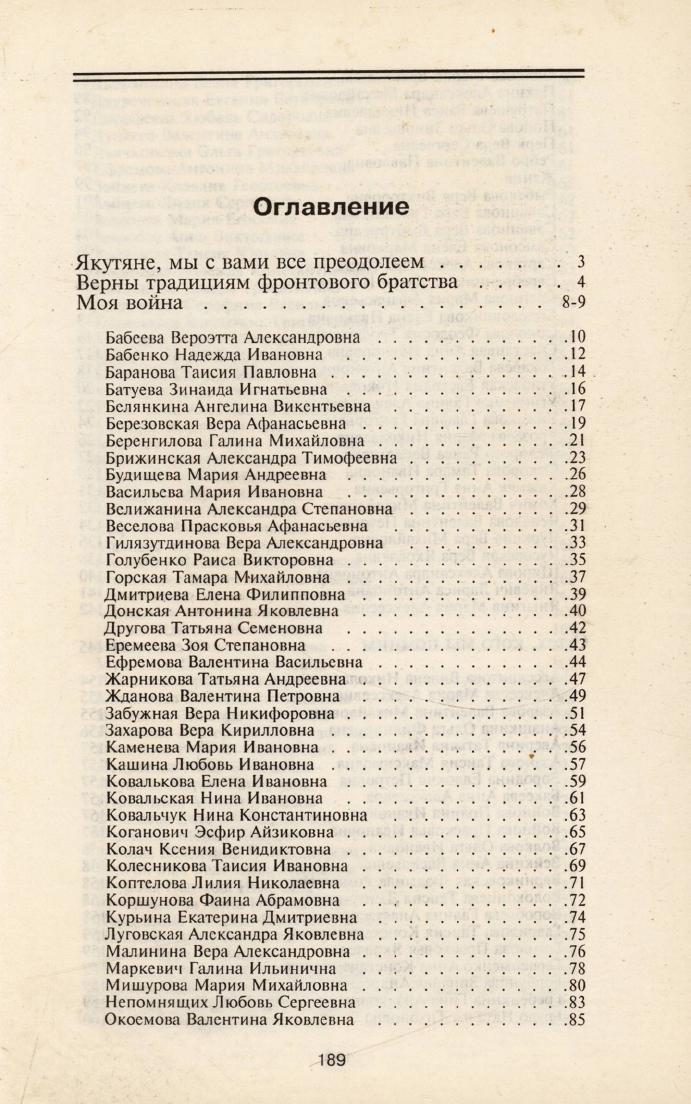 Оглавление
Якутяне, мы с вами все преодолеем . . . . . . . 3
Верны традициям фронтового братства . . . . . 4
Моя война . . . . . . . . . . . . . . . . . 8-9
Бабеева Вероэтта Александровна . . . . . . . . . . . .10
Бабенко Надежда Ивановна . . . . . . . . . . . . . .12
Баранова Таисия Павловна . . . . . . . . . . . . . . .14
Батуева Зинаида Игнатьевна . . . . . . . . . . . . . .16
Белянкина Ангелина Викентьевна . . . . . . . . . . .17
Березовская Вера Афанасьевна . . . . . . . . . . . . .19
Беренгилова Галина Михайловна . . . . . . . . . . . .21
Брижинская Александра Тимофеевна . . . . . . . . . .23
Будищева Мария Андреевна . . . . . . . . . . . . . .26
Васильева Мария Ивановна . . . . . . . . . . . . . .28
Велижанина Александра Степановна . . . . . . . . . .29
Веселова Прасковья Афанасьевна . . . . . . . . . . .31
Гилязутдинова Вера Александровна . . . . . . . . . .33
Голубенко Раиса Викторовна . . . . . . . . . . . . . .35
Горская Тамара Михайловна . . . . . . . . . . . . . .37
Дмитриева Елена Филипповна . . . . . . . . . . . . .39
Донская Антонина Яковлевна . . . . . . . . . . . . .40
Другова Татьяна Семеновна . . . . . . . . . . . . . .42
Еремеева Зоя Степановна . . . . . . . . . . . . . . .43
Ефремова Валентина Васильевна . . . . . . . . . . . .44
Жарникова Татьяна Андреевна . . . . . . . . . . . . .47
Жданова Валентина Петровна . . . . . . . . . . . . .49
Забужная Вера Никифоровна . . . . . . . . . . . . . .51
Захарова Вера Кирилловна . . . . . . . . . . . . . . .54
Каменева Мария Ивановна . . . . . . . . . . . . . . .56
Кашина Любовь Ивановна . . . . . . . . . . . . . . .57
Ковалькова Елена Ивановна . . . . . . . . . . . . . .59
Ковальская Нина Ивановна . . . . . . . . . . . . . .61
Ковальчук Нина Константиновна . . . . . . . . . . . .63
Коганович Эсфир Айзиковна . . . . . . . . . . . . . .65
Колач Ксения Венидиктовна . . . . . . . . . . . . . .67
Колесникова Таисия Ивановна . . . . . . . . . . . . .69
Коптелова Лилия Николаевна . . . . . . . . . . . . .71
Коршунова Фаина Абрамовна . . . . . . . . . . . . .72
Курьина Екатерина Дмитриевна . . . . . . . . . . . . .74
Луговская Александра Яковлевна . . . . . . . . . . . .75
Малинина Вера Александровна . . . . . . . . . . . . .76
Маркевич Галина Ильинична . . . . . . . . . . . . .78
Мишурова Мария Михайловна . . . . . . . . . . . . .80
Непомнящих Любовь Сергеевна . . . . . . . . . . . . .83
Окоемова Валентина Яковлевна . . . . . . . . . . . . .85
189